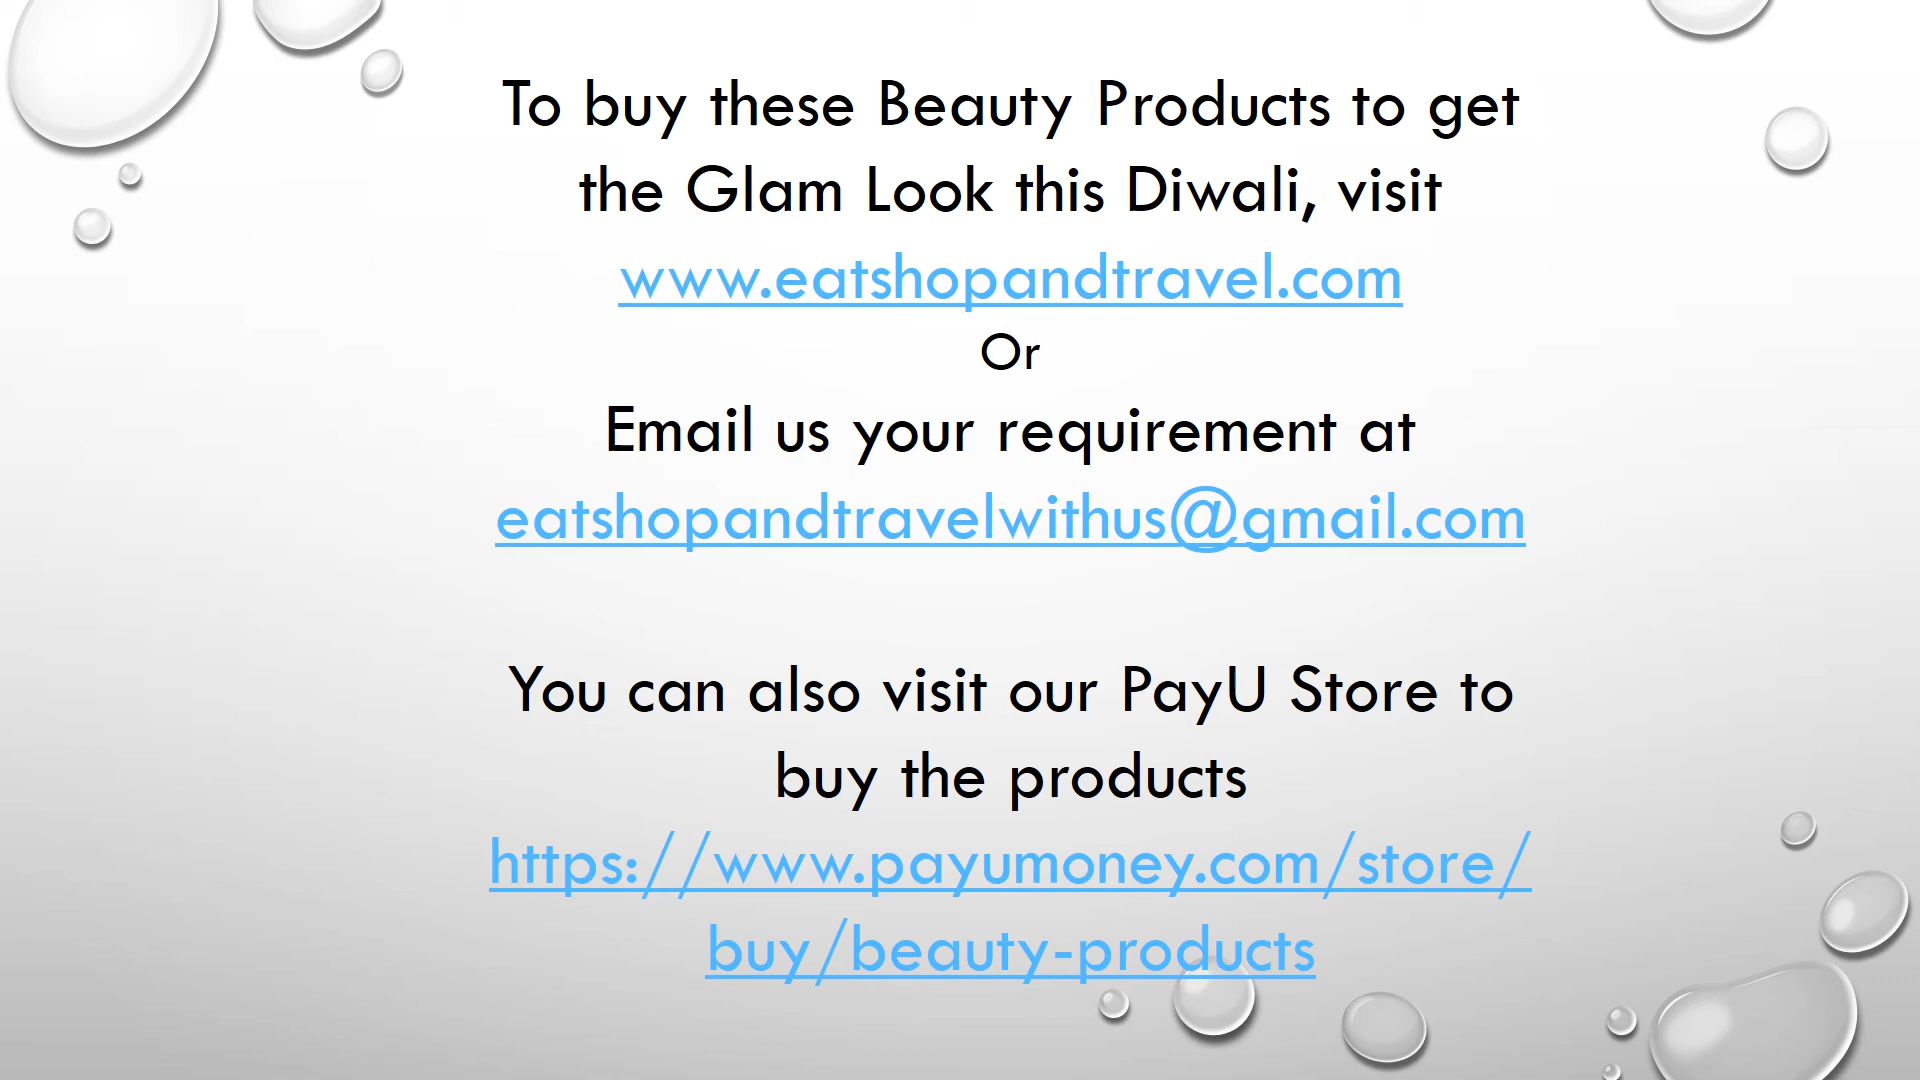 To buy these Beauty Products to get
the Glam Look this Diwali, visit
www.eatshopandtravel.com
Or
Email us your requirement at
eatshopandtravelwithus@gmail.com
You can also visit our PayU Store to
buy the products
https://www.payumoney.com/store/
buy/beauty-products